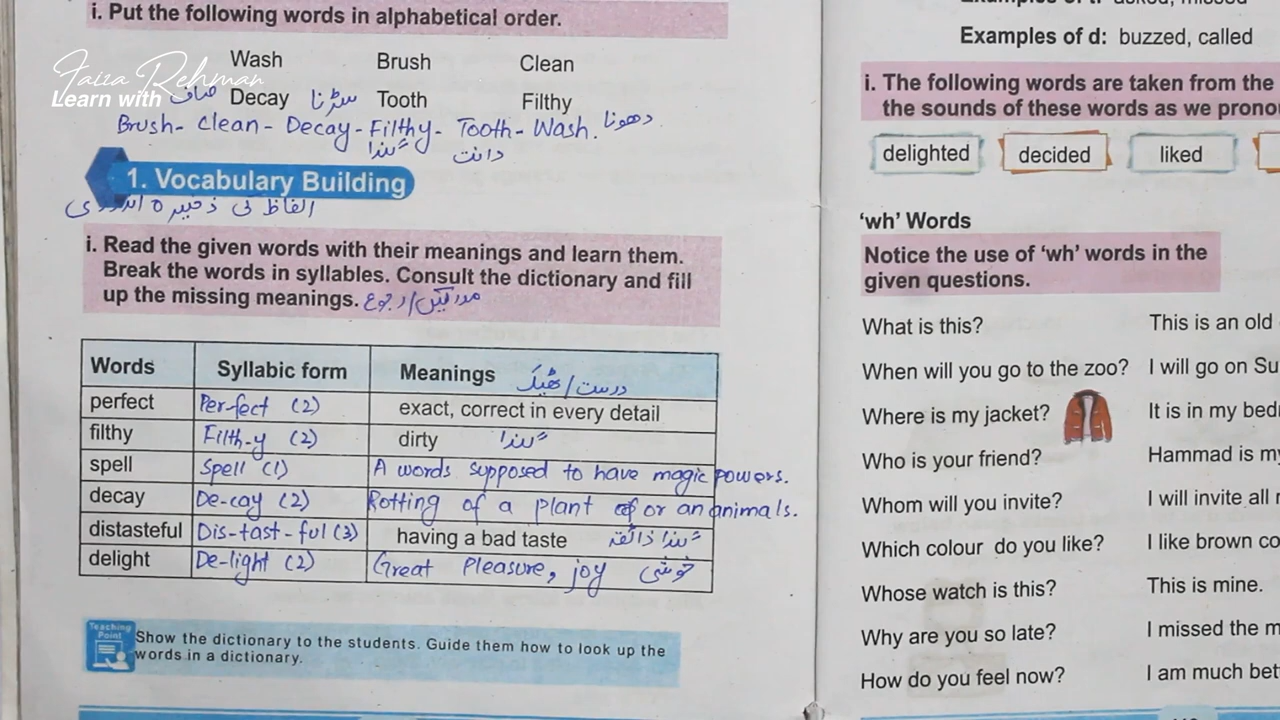 i. Put the following words in alphabetical order.
Wash Brush Clean
Faiza Rehman
Learn with
صاف Decay سڑنا Tooth Filthy
Brush- Clean- Decay- Filthy- Tooth- Wash. دھونا
گندا دانت
1. Vocabulary Building
الفاظ کی ذخیرہ اندوزی
i. Read the given words with their meanings and learn them.
Break the words in syllables. Consult the dictionary and fill
up the missing meanings.
Words Syllabic form Meanings درست/ٹھیک
perfect Per-fect (2) exact, correct in every detail
filthy Filth-y (2) dirty گندا
spell Spell (1) A words supposed to have magic powers.
decay De-cay (2) Rotting of a plant or an animals.
distasteful Dis-tast-ful (3) having a bad taste گندا ذائقہ
delight De-light (2) Great Pleasure, joy خوشی
Teaching
Point
Show the dictionary to the students. Guide them how to look up the
words in a dictionary.
Examples of d: buzzed, called
i. The following words are taken from the
the sounds of these words as we prono
delighted decided liked
‘wh’ Words
Notice the use of ‘wh’ words in the
given questions.
What is this? This is an old
When will you go to the zoo? I will go on Su
Where is my jacket? It is in my bed
Who is your friend? Hammad is my
Whom will you invite? I will invite all
Which colour do you like? I like brown co
Whose watch is this? This is mine.
Why are you so late? I missed the m
How do you feel now? I am much bet